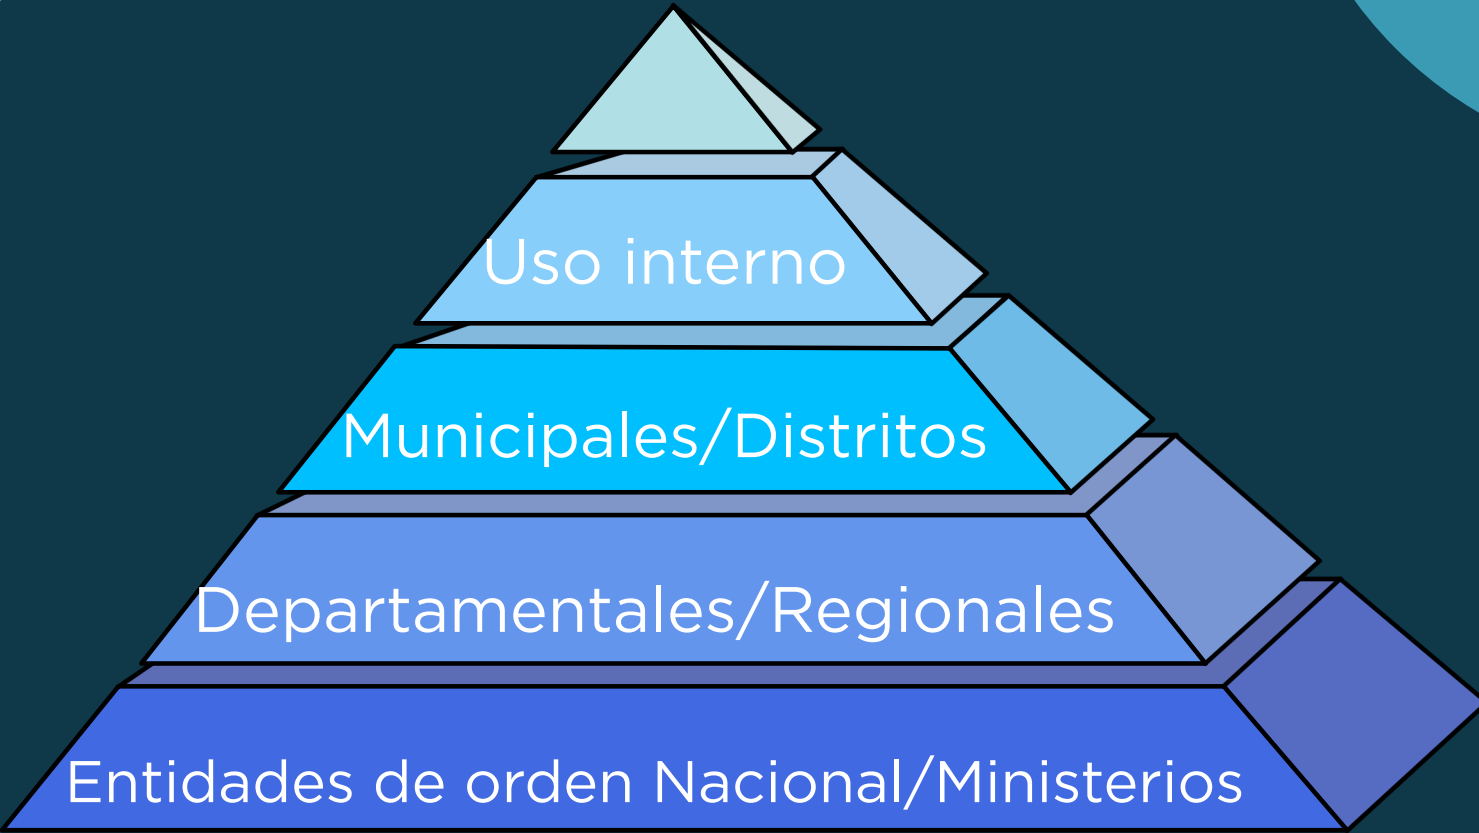 Uso interno
Municipales/Distritos
Departamentales/Regionales
Entidades de orden Nacional/Ministerios